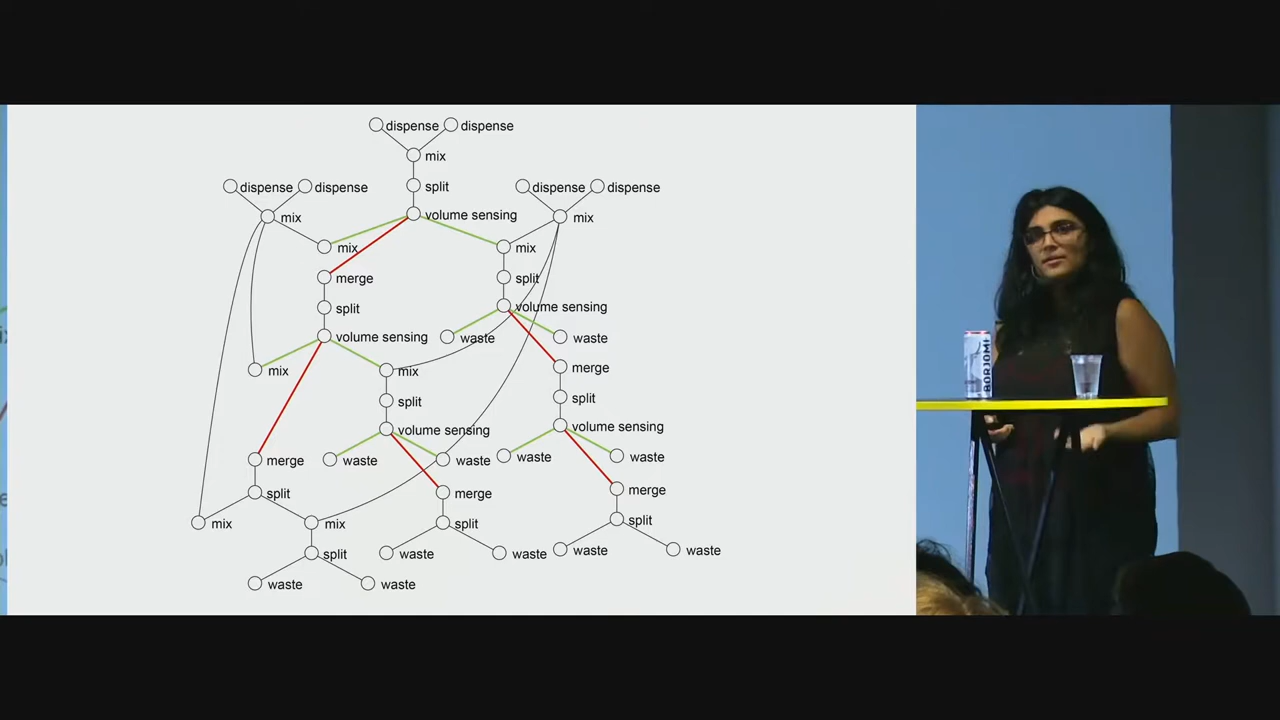 dispense dispense
mix
dispense dispense split dispense dispense
mix volume sensing mix
mix mix
merge split
split volume sensing
volume sensing waste waste
mix mix merge
split split
volume sensing volume sensing
waste waste waste waste
merge
split merge merge
mix mix split split
split waste waste waste waste
waste waste
BORJOMI